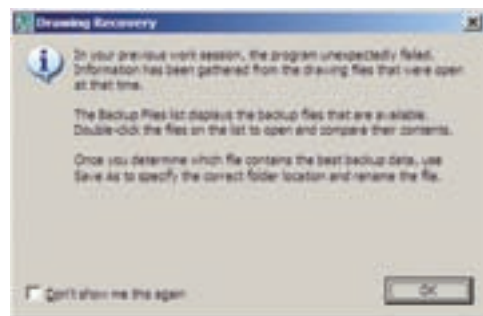 Drawing Recovery
In your previous work session, the program unexpectedly failed.
Information has been gathered from the drawing files that were open
at that time.
The Backup Files list displays the backup files that are available.
Double-click the files on the list to open and compare their contents.
Once you determine which file contains the best backup data, use
Save As to specify the correct folder location and rename the file.
Don't show me this again
OK